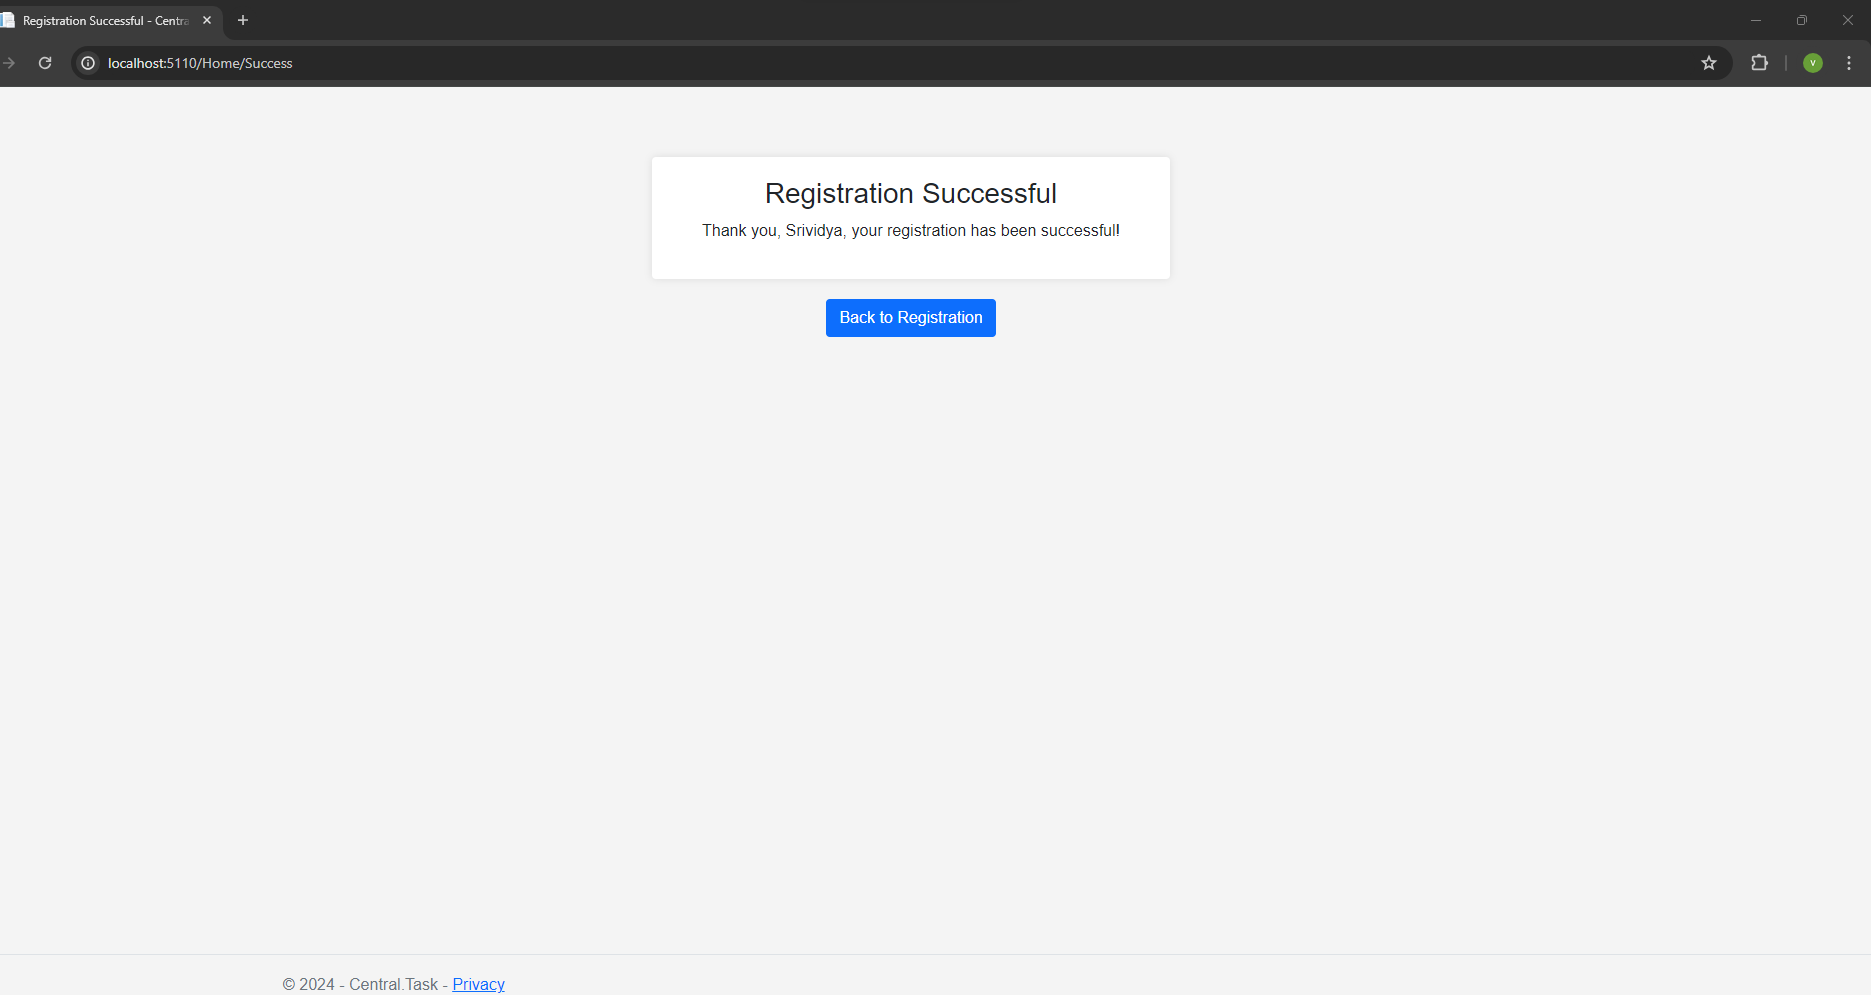 Registration Successful - Centra
localhost:5110/Home/Success
V
Registration Successful
Thank you, Srividya, your registration has been successful!
Back to Registration
© 2024 - Central.Task - Privacy